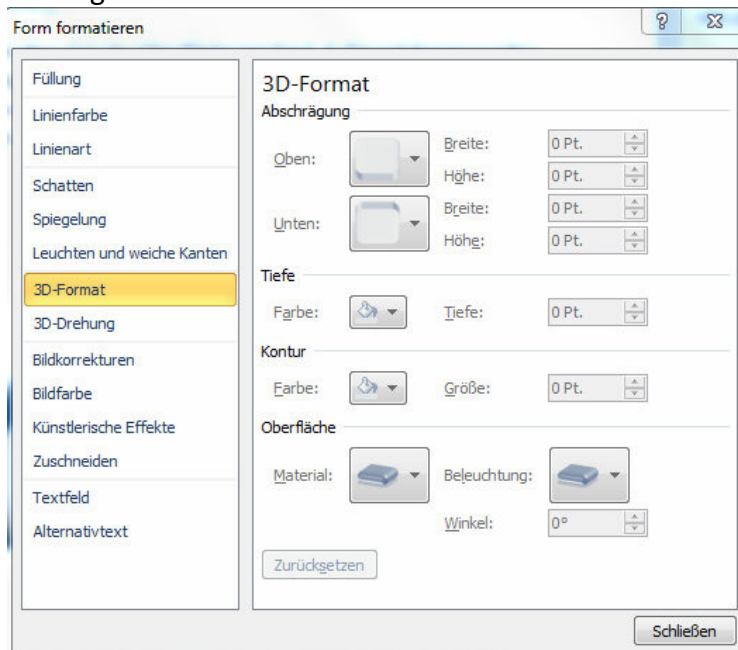 Form formatieren
Füllung
Linienfarbe
Linienart
Schatten
Spiegelung
Leuchten und weiche Kanten
3D-Format
3D-Drehung
Bildkorrekturen
Bildfarbe
Künstlerische Effekte
Zuschneiden
Textfeld
Alternativtext
3D-Format
Abschrägung
Oben: Breite: 0 Pt.
Höhe: 0 Pt.
Unten: Breite: 0 Pt.
Höhe: 0 Pt.
Tiefe
Farbe: Tiefe: 0 Pt.
Kontur
Farbe: Größe: 0 Pt.
Oberfläche
Material: Beleuchtung:
Winkel: 0°
Zurücksetzen
Schließen